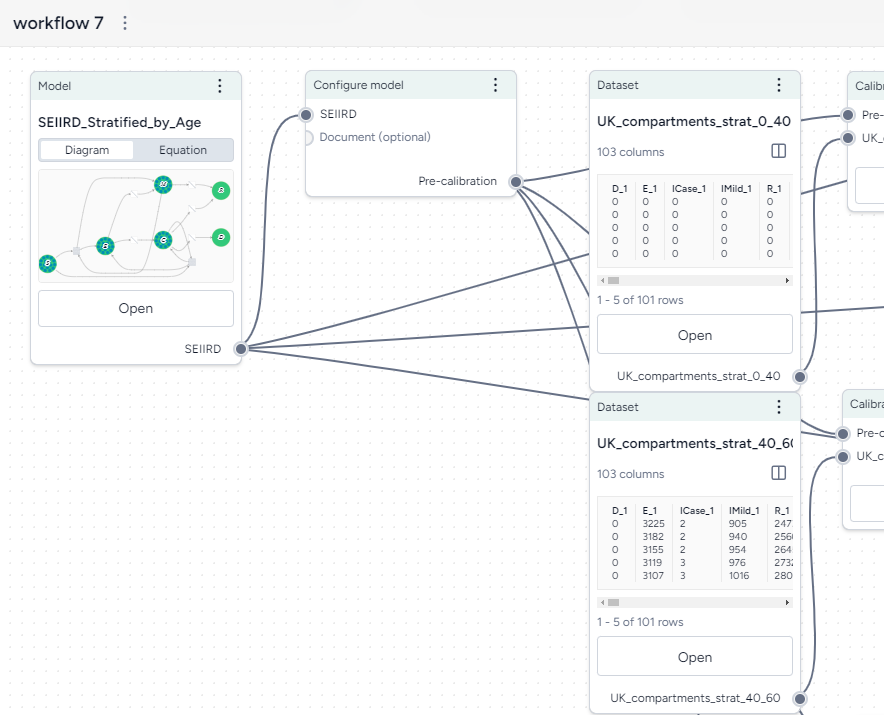 workflow 7
Model
SEIIRD_Stratified_by_Age
Diagram Equation
Open
SEIIRD
Configure model
SEIIRD
Document (optional)
Pre-calibration
Dataset
UK_compartments_strat_0_40
103 columns
D_1 E_1 ICase_1 IMild_1 R_1
0 0 0 0 0
0 0 0 0 0
0 0 0 0 0
0 0 0 0 0
0 0 0 0 0
1 - 5 of 101 rows
Open
UK_compartments_strat_0_40
Dataset
UK_compartments_strat_40_60
103 columns
D_1 E_1 ICase_1 IMild_1 R_1
0 3225 2 905 247
0 3182 2 940 256
0 3155 2 954 264
0 3119 3 976 2732
0 3107 3 1016 280
1 - 5 of 101 rows
Open
UK_compartments_strat_40_60
Calibr
Pre-
UK_
Calibra
Pre-c
UK_c